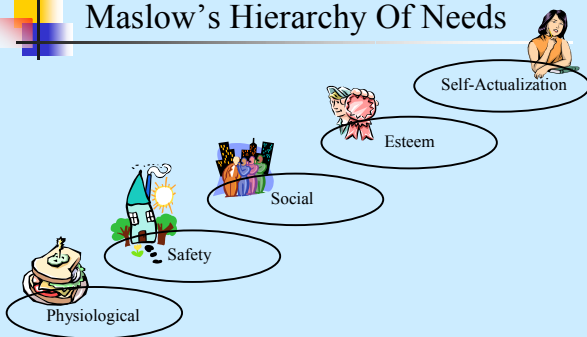 Maslow’s Hierarchy Of Needs
Self-Actualization
Esteem
Social
Safety
Physiological